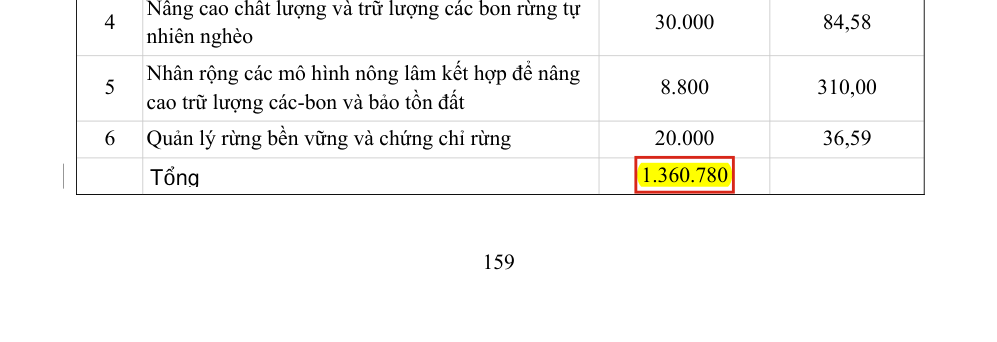 4
Nâng cao chất lượng và trữ lượng các bon rừng tự
nhiên nghèo
30.000
84,58
5
Nhân rộng các mô hình nông lâm kết hợp để nâng
cao trữ lượng các-bon và bảo tồn đất
8.800
310,00
6
Quản lý rừng bền vững và chứng chỉ rừng
20.000
36,59
Tổng
1.360.780
159